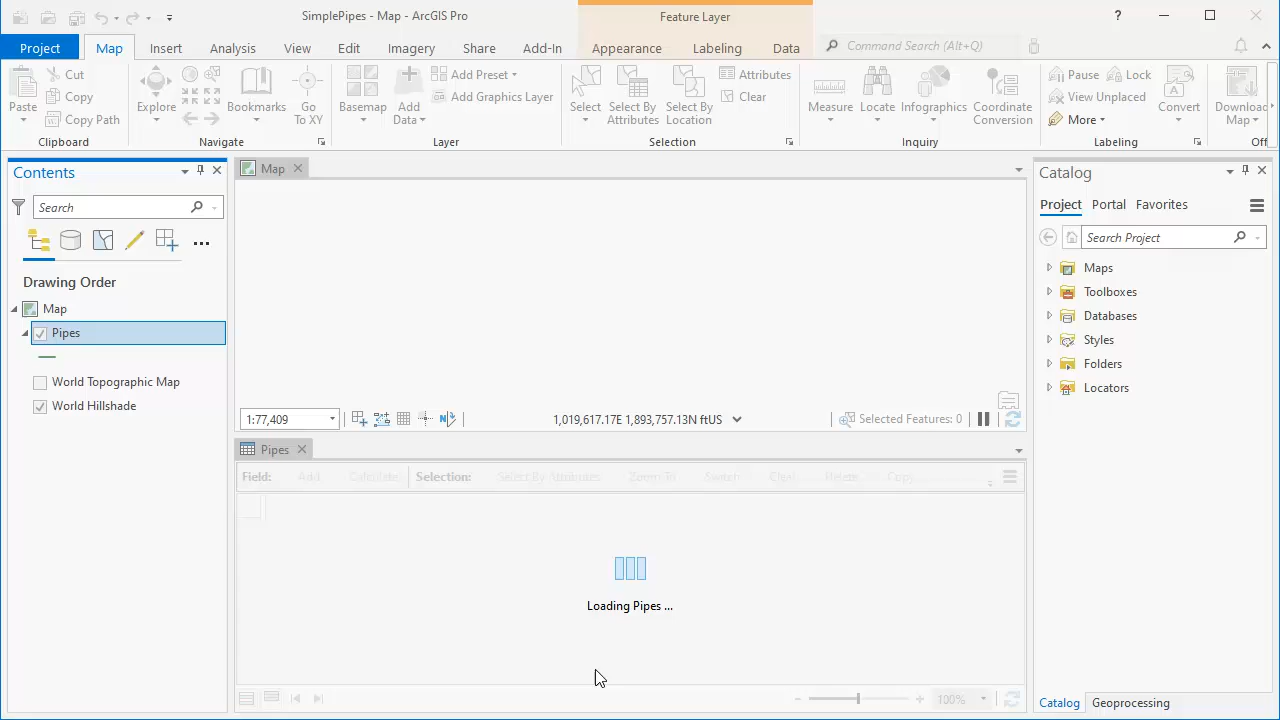 SimplePipes - Map - ArcGIS Pro
Feature Layer
?
Project Map Insert Analysis View Edit Imagery Share Add-In Appearance Labeling Data Command Search (Alt+Q)
Paste
Cut
Copy
Copy Path
Clipboard
Explore
Bookmarks
Go
To XY
Navigate
Basemap
Add
Data
Add Preset
Add Graphics Layer
Layer
Select
Select By
Attributes
Select By
Location
Attributes
Clear
Selection
Measure
Locate
Infographics
Coordinate
Conversion
Inquiry
Pause
Lock
View Unplaced
More
Convert
Labeling
Download
Map
Off
Contents
Search
Drawing Order
Map
Pipes
World Topographic Map
World Hillshade
Map
1:77,409
1,019,617.17E 1,893,757.13N ftUS
Selected Features: 0
Pipes
Field: Add Calculate Selection: Select By Attributes Zoom To Switch Clear Delete Copy
Loading Pipes ...
100%
Catalog
Project Portal Favorites
Search Project
Maps
Toolboxes
Databases
Styles
Folders
Locators
Catalog Geoprocessing